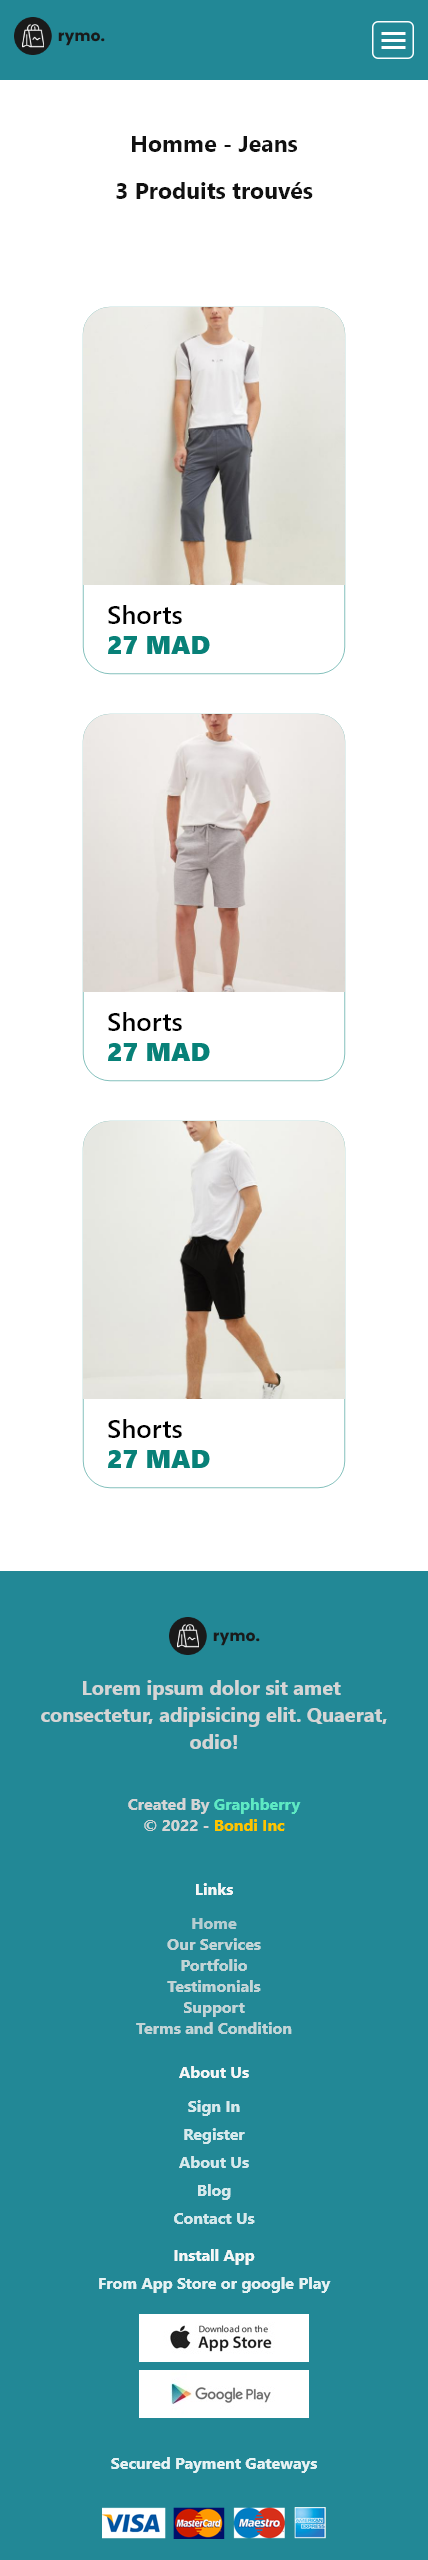 rymo.
Homme - Jeans
3 Produits trouvés
Shorts
27 MAD
Shorts
27 MAD
Shorts
27 MAD
rymo.
Lorem ipsum dolor sit amet
consectetur, adipisicing elit. Quaerat,
odio!
Created By Graphberry
© 2022 - Bondi Inc
Links
Home
Our Services
Portfolio
Testimonials
Support
Terms and Condition
About Us
Sign In
Register
About Us
Blog
Contact Us
Install App
From App Store or google Play
Download on the
App Store
Google Play
Secured Payment Gateways
VISA MasterCard Maestro AMERICAN EXPRESS